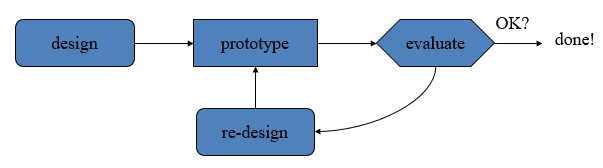 design
prototype
evaluate
OK?
done!
re-design